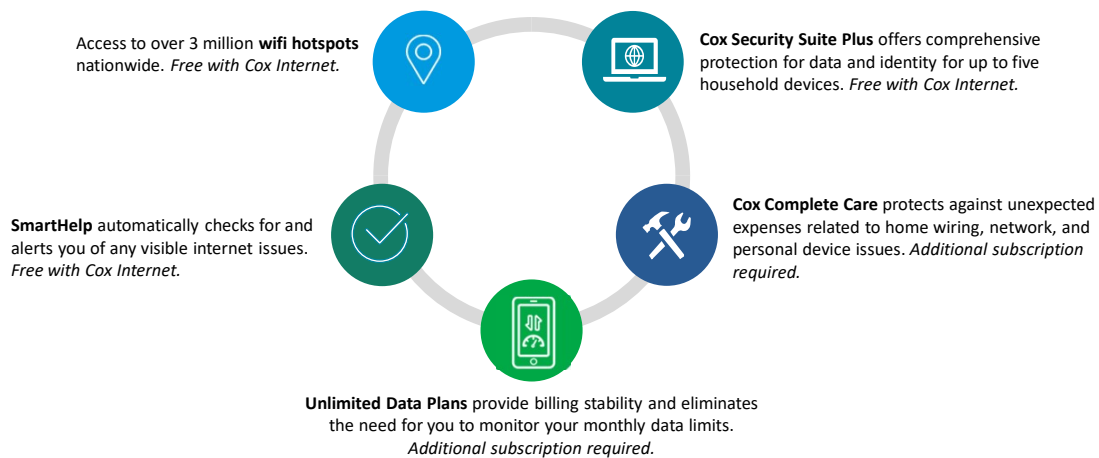 Access to over 3 million wifi hotspots
nationwide. Free with Cox Internet.
Cox Security Suite Plus offers comprehensive
protection for data and identity for up to five
household devices. Free with Cox Internet.
SmartHelp automatically checks for and
alerts you of any visible internet issues.
Free with Cox Internet.
Cox Complete Care protects against unexpected
expenses related to home wiring, network, and
personal device issues. Additional subscription
required.
Unlimited Data Plans provide billing stability and eliminates
the need for you to monitor your monthly data limits.
Additional subscription required.